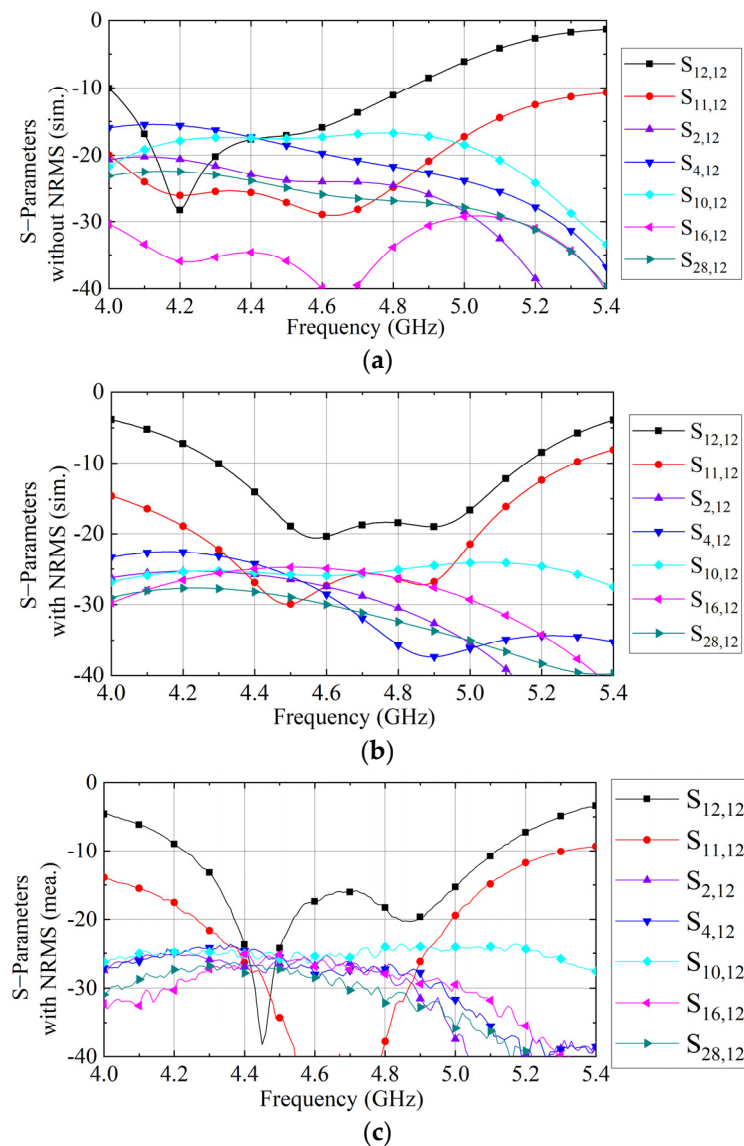 0
-10
-20
-30
-40
S−Parameters
without NRMS (sim.)
4.0 4.2 4.4 4.6 4.8 5.0 5.2 5.4
Frequency (GHz)
S12,12
S11,12
S2,12
S4,12
S10,12
S16,12
S28,12
(a)
0
-10
-20
-30
-40
S−Parameters
with NRMS (sim.)
4.0 4.2 4.4 4.6 4.8 5.0 5.2 5.4
Frequency (GHz)
S12,12
S11,12
S2,12
S4,12
S10,12
S16,12
S28,12
(b)
0
-10
-20
-30
-40
S−Parameters
with NRMS (mea.)
4.0 4.2 4.4 4.6 4.8 5.0 5.2 5.4
Frequency (GHz)
S12,12
S11,12
S2,12
S4,12
S10,12
S16,12
S28,12
(c)